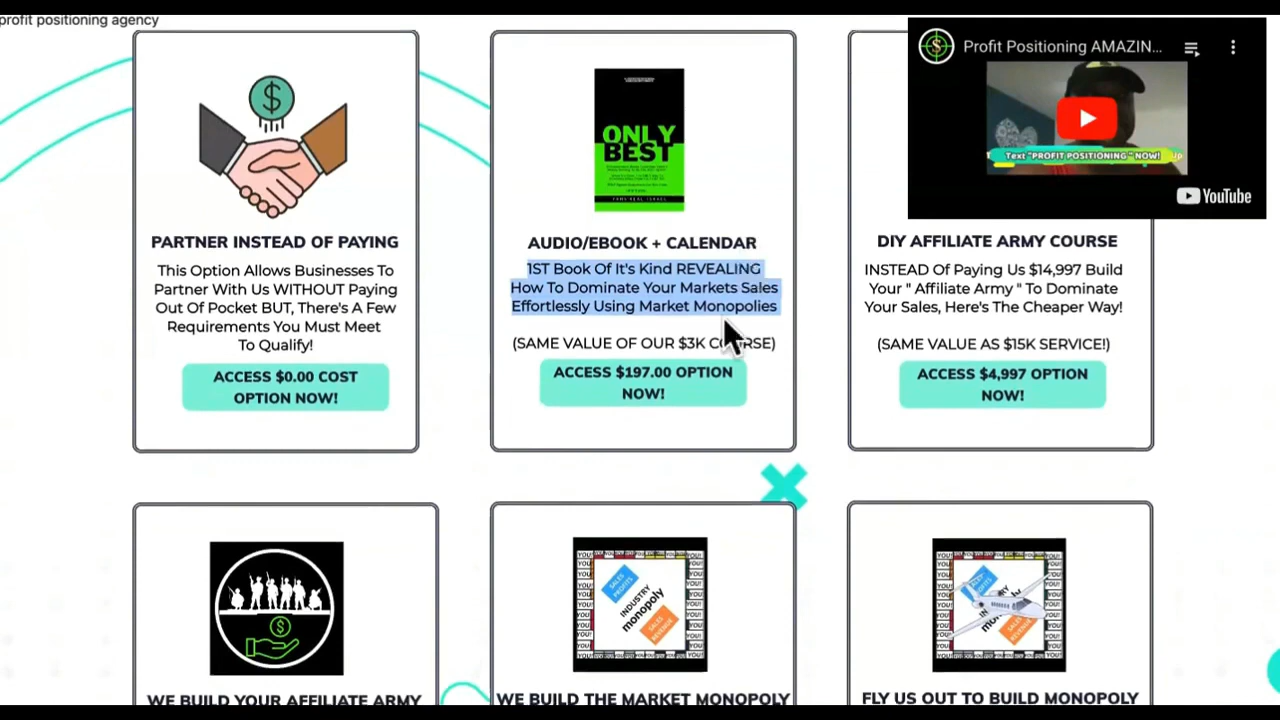 profit positioning agency
Profit Positioning AMAZIN...
Text "PROFIT POSITIONING" NOW!
YouTube
PARTNER INSTEAD OF PAYING
This Option Allows Businesses To
Partner With Us WITHOUT Paying
Out Of Pocket BUT, There's A Few
Requirements You Must Meet
To Qualify!
ACCESS $0.00 COST
OPTION NOW!
ONLY
BEST
AUDIO/EBOOK + CALENDAR
1ST Book Of It's Kind REVEALING
How To Dominate Your Markets Sales
Effortlessly Using Market Monopolies
(SAME VALUE OF OUR $3K COURSE)
ACCESS $197.00 OPTION
NOW!
DIY AFFILIATE ARMY COURSE
INSTEAD Of Paying Us $14,997 Build
Your " Affiliate Army " To Dominate
Your Sales, Here's The Cheaper Way!
(SAME VALUE AS $15K SERVICE!)
ACCESS $4,997 OPTION
NOW!
WE BUILD YOUR AFFILIATE ARMY
SALES
PROFITS
INDUSTRY
monopoly
SALES
REVENUE
WE BUILD THE MARKET MONOPOLY
FLY US OUT TO BUILD MONOPOLY